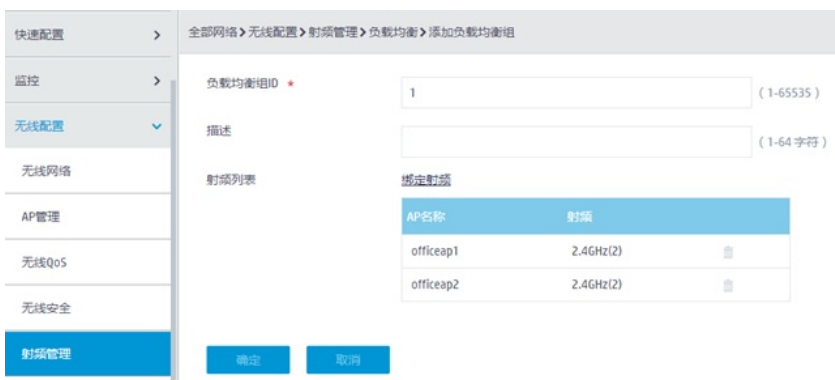 快速配置
监控
无线配置
无线网络
AP管理
无线QoS
无线安全
射频管理
全部网络>无线配置>射频管理>负载均衡>添加负载均衡组
负载均衡组ID * 1 (1-65535)
描述 (1-64 字符)
射频列表 绑定射频
AP名称 射频
officeap1 2.4GHz(2)
officeap2 2.4GHz(2)
确定 取消